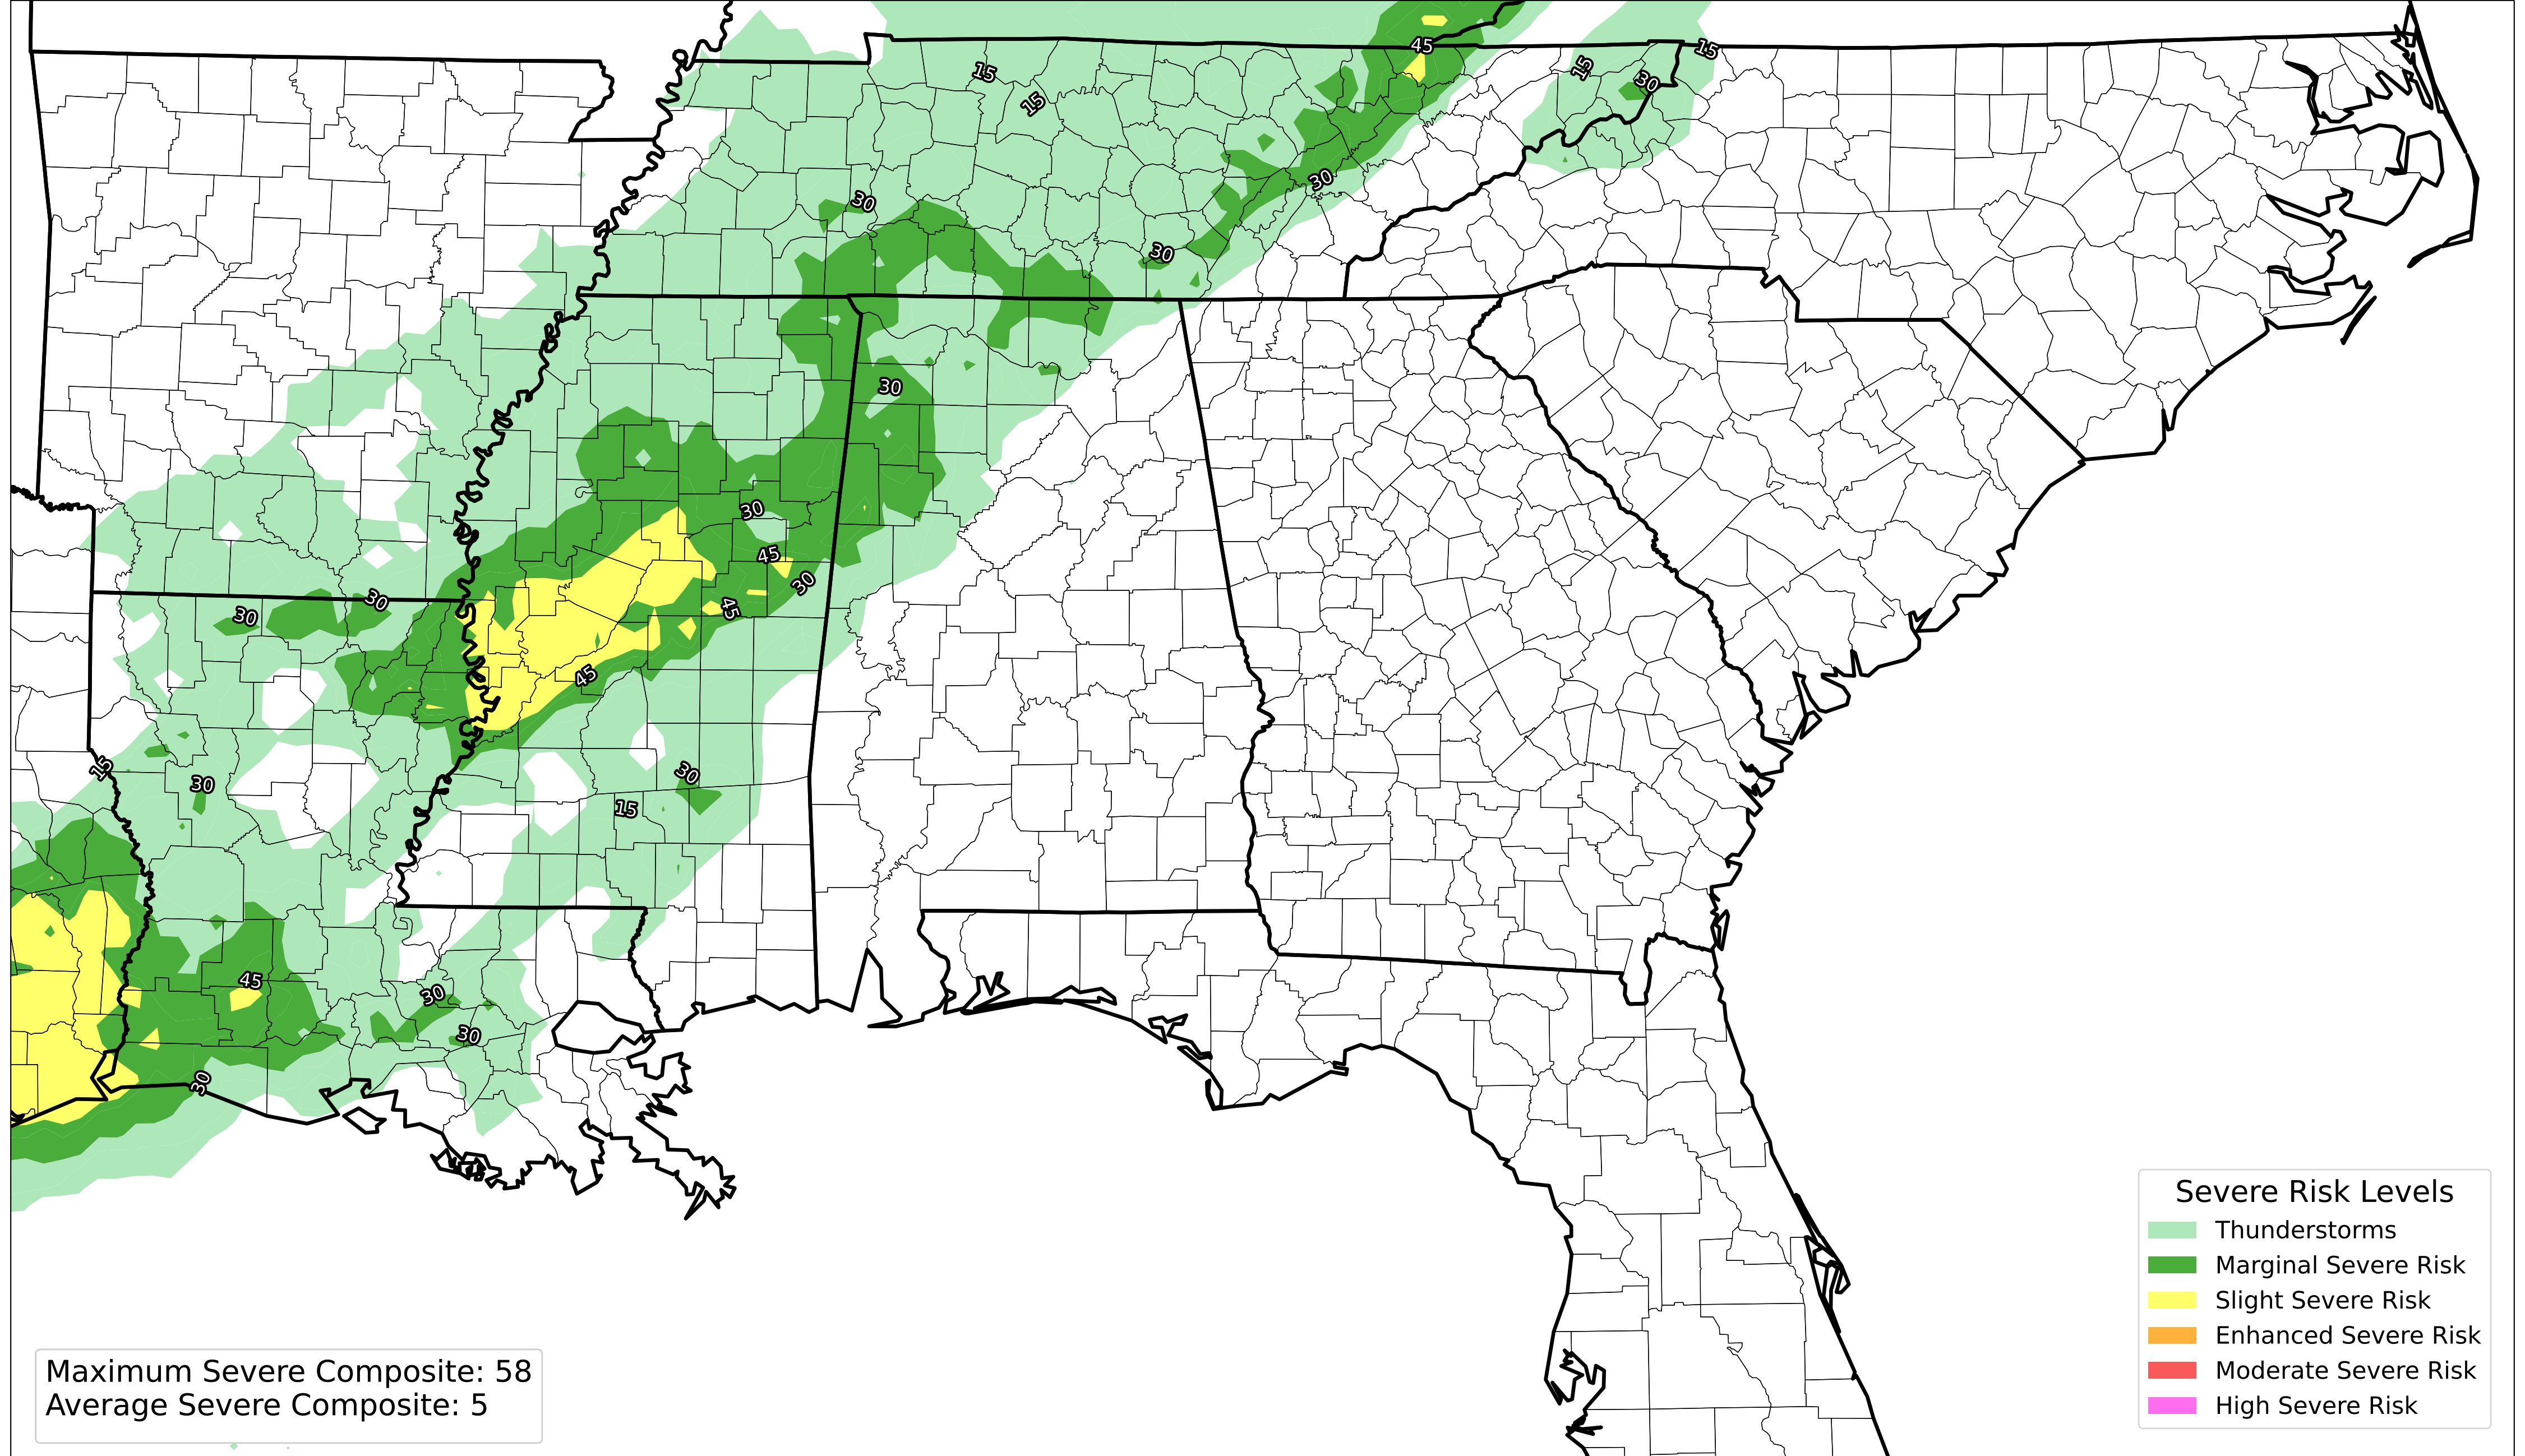 45
15
15
30
15
15
30
30
30
30
30
30
45
30
45
30
30
45
15
30
30
15
45
30
30
30
Severe Risk Levels
Thunderstorms
Marginal Severe Risk
Slight Severe Risk
Enhanced Severe Risk
Moderate Severe Risk
High Severe Risk
Maximum Severe Composite: 58
Average Severe Composite: 5